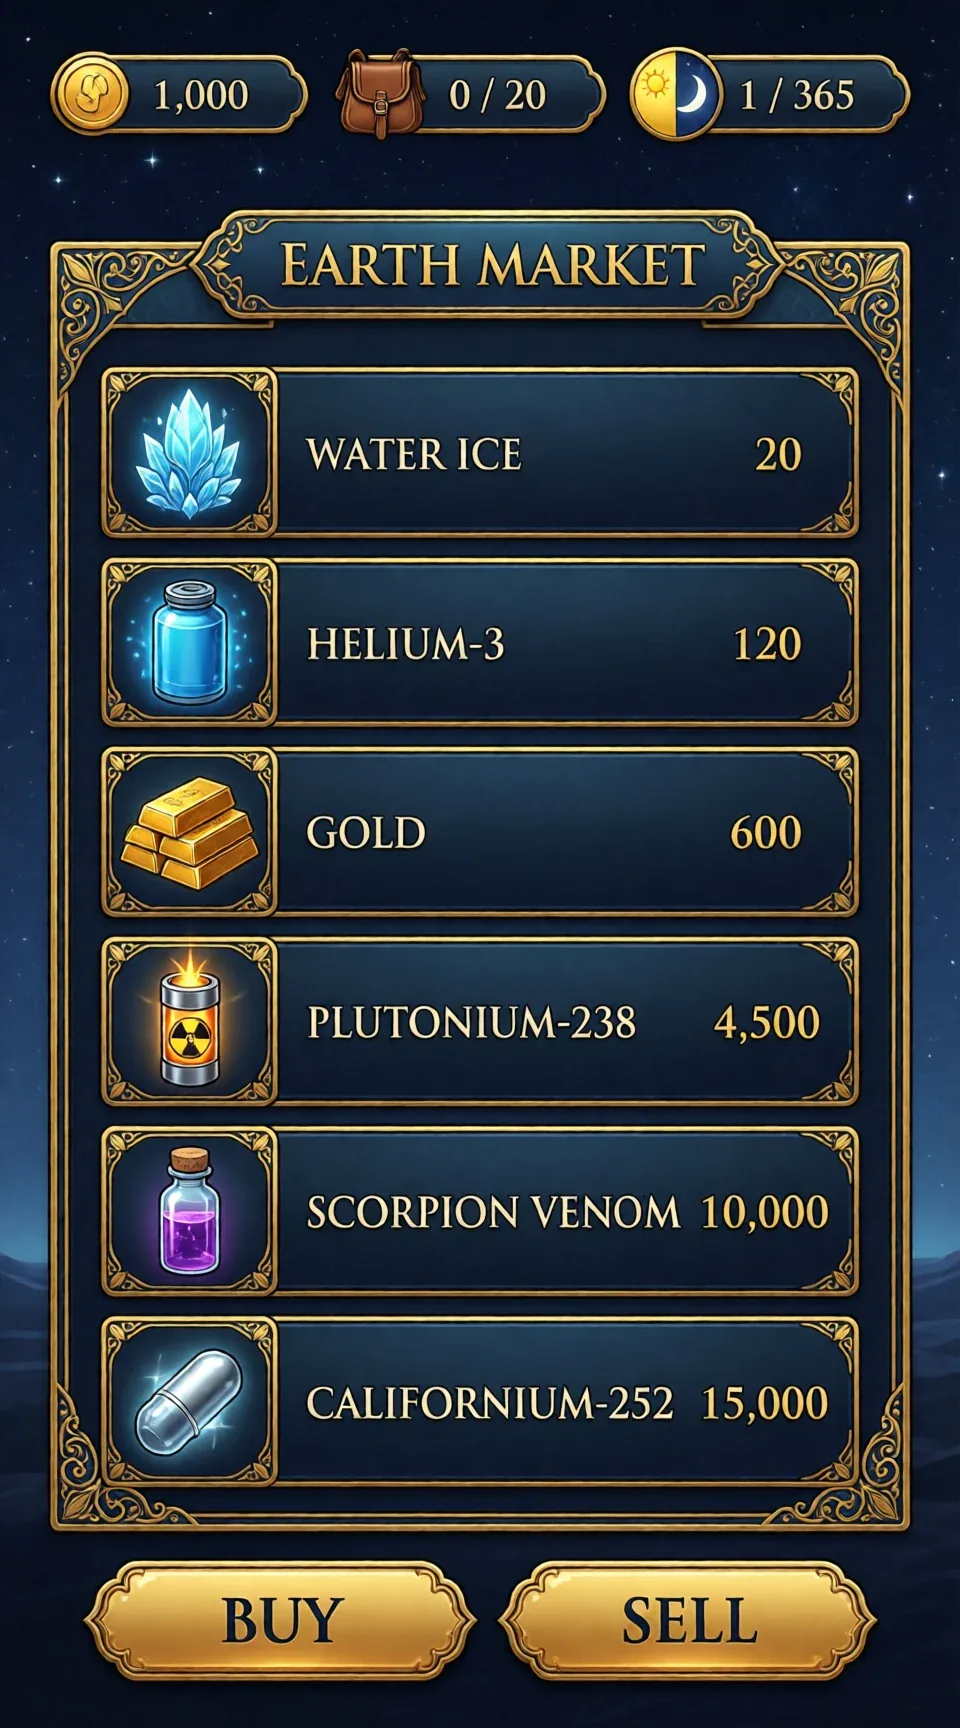 1,000
0 / 20
1 / 365
EARTH MARKET
WATER ICE 20
HELIUM-3 120
GOLD 600
PLUTONIUM-238 4,500
SCORPION VENOM 10,000
CALIFORNIUM-252 15,000
BUY
SELL